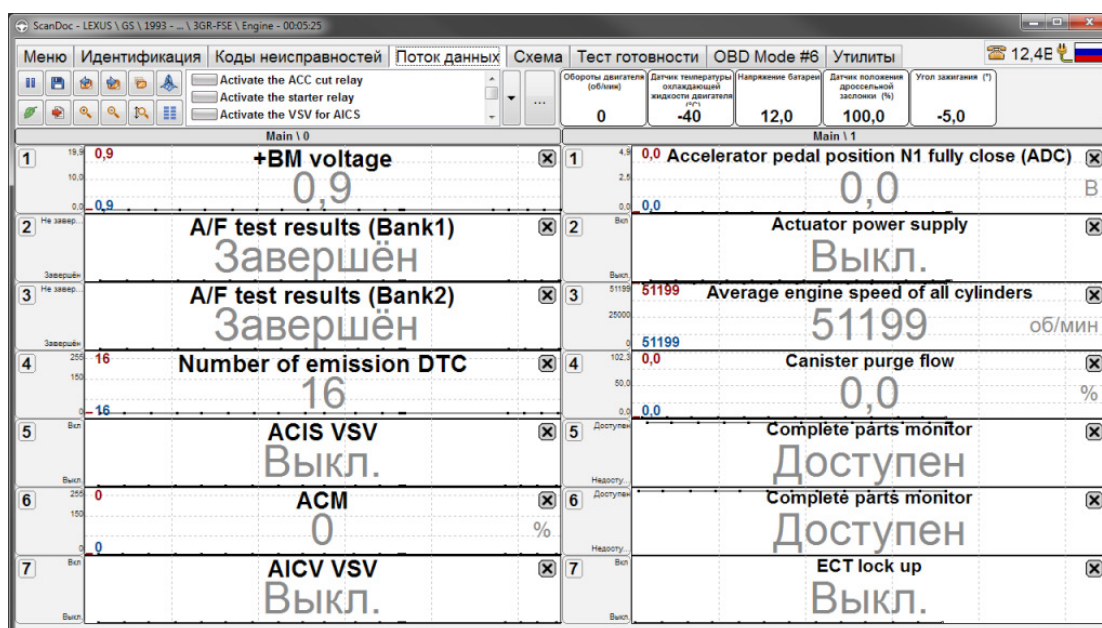 ScanDoc - LEXUS \ GS \ 1993 - ... \ 3GR-FSE \ Engine - 00:05:25
Меню Идентификация Коды неисправностей Поток данных Схема Тест готовности OBD Mode #6 Утилиты 12,4E
Activate the ACC cut relay
Activate the starter relay
Activate the VSV for AICS
...
Обороты двигателя (об/мин)
0
Датчик температуры охлаждающей жидкости двигателя (°C)
-40
Напряжение батареи
12,0
Датчик положения дроссельной заслонки (%)
100,0
Угол зажигания (°)
-5,0
Main \ 0
1 19,9 10,0 0,0 0,9 +BM voltage
0,9
0,9
2 Не завер... Завершён A/F test results (Bank1)
Завершён
3 Не завер... Завершён A/F test results (Bank2)
Завершён
4 255 150 0 16 Number of emission DTC
16
16
5 Вкл Выкл. ACIS VSV
Выкл.
6 255 150 0 0 ACM
0 %
0
7 Вкл Выкл. AICV VSV
Выкл.
Main \ 1
1 4,9 2,5 0,0 0,0 Accelerator pedal position N1 fully close (ADC)
0,0 В
0,0
2 Вкл Выкл. Actuator power supply
Выкл.
3 51199 25000 0 51199 Average engine speed of all cylinders
51199 об/мин
51199
4 102,3 50,0 0,0 0,0 Canister purge flow
0,0 %
0,0
5 Доступен Недосту... Complete parts monitor
Доступен
6 Доступен Недосту... Complete parts monitor
Доступен
7 Вкл Выкл. ECT lock up
Выкл.